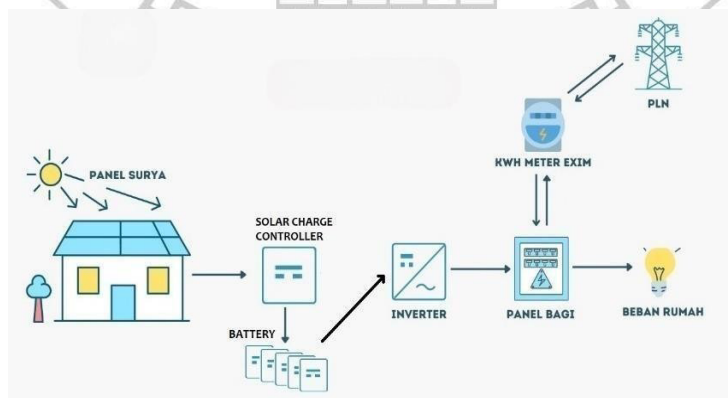 PLN
KWH METER EXIM
PANEL SURYA
SOLAR CHARGE
CONTROLLER
INVERTER
PANEL BAGI
BEBAN RUMAH
BATTERY